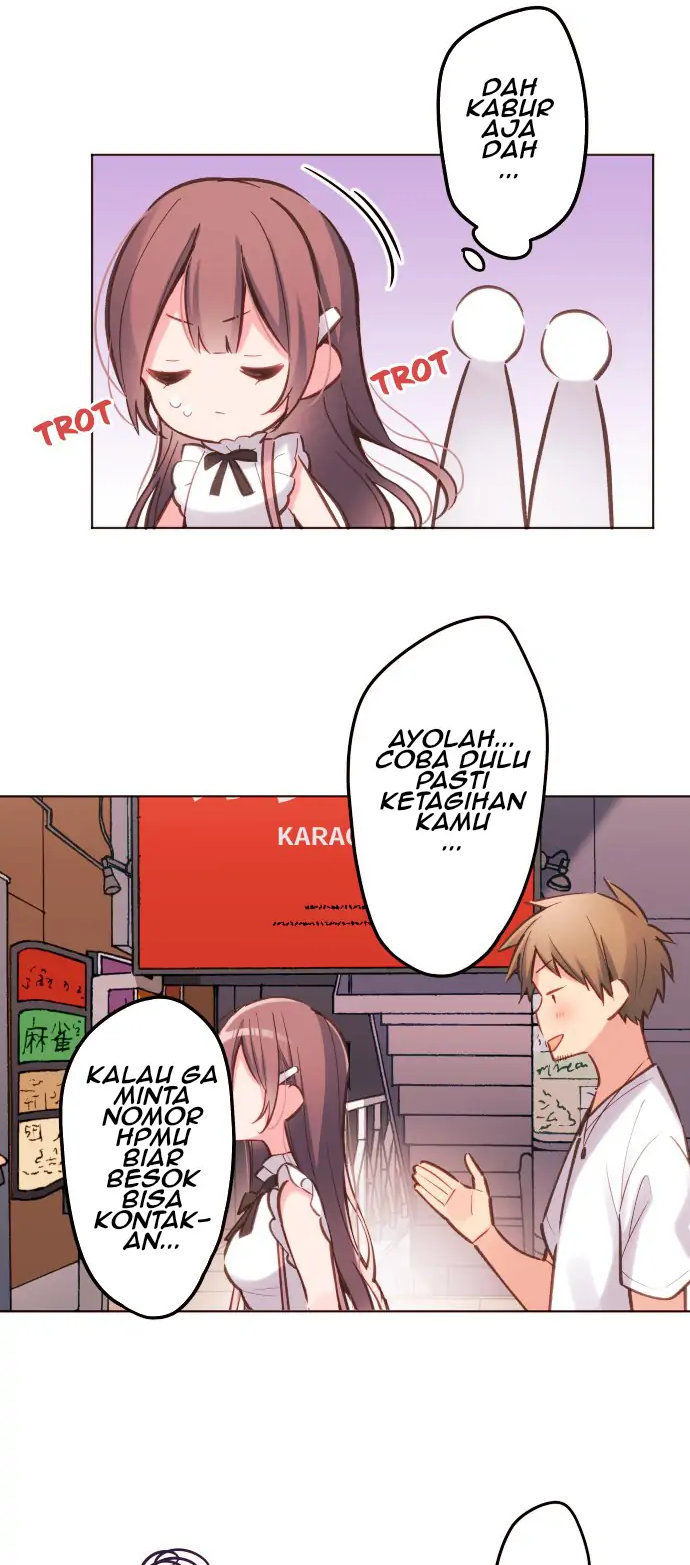 DAH
KABUR
AJA
DAH
...
TROT
TROT
AYOLAH...
COBA DULU
PASTI
KETAGIHAN
KAMU
...
KARAO
麻雀
KALAU GA
MINTA
NOMOR
HPMU
BIAR
BESOK
BISA
KONTAK-
AN...